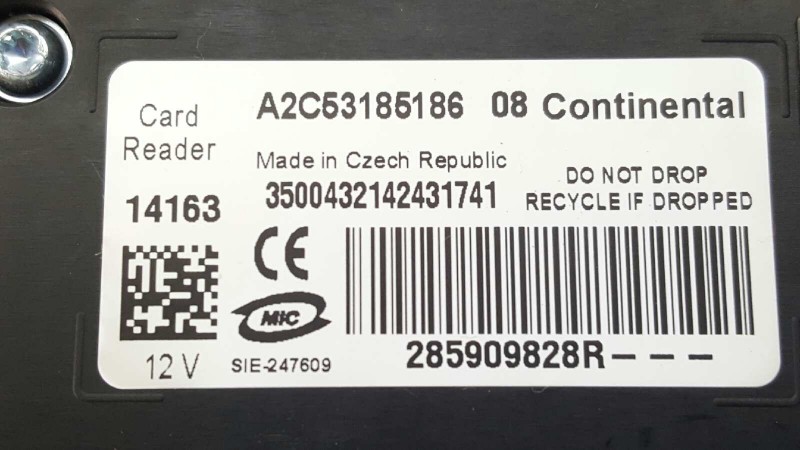 Card
Reader
14163
A2C53185186 08 Continental
Made in Czech Republic
3500432142431741
DO NOT DROP
RECYCLE IF DROPPED
CE
MIC
12 V
SIE-247609
285909828R---